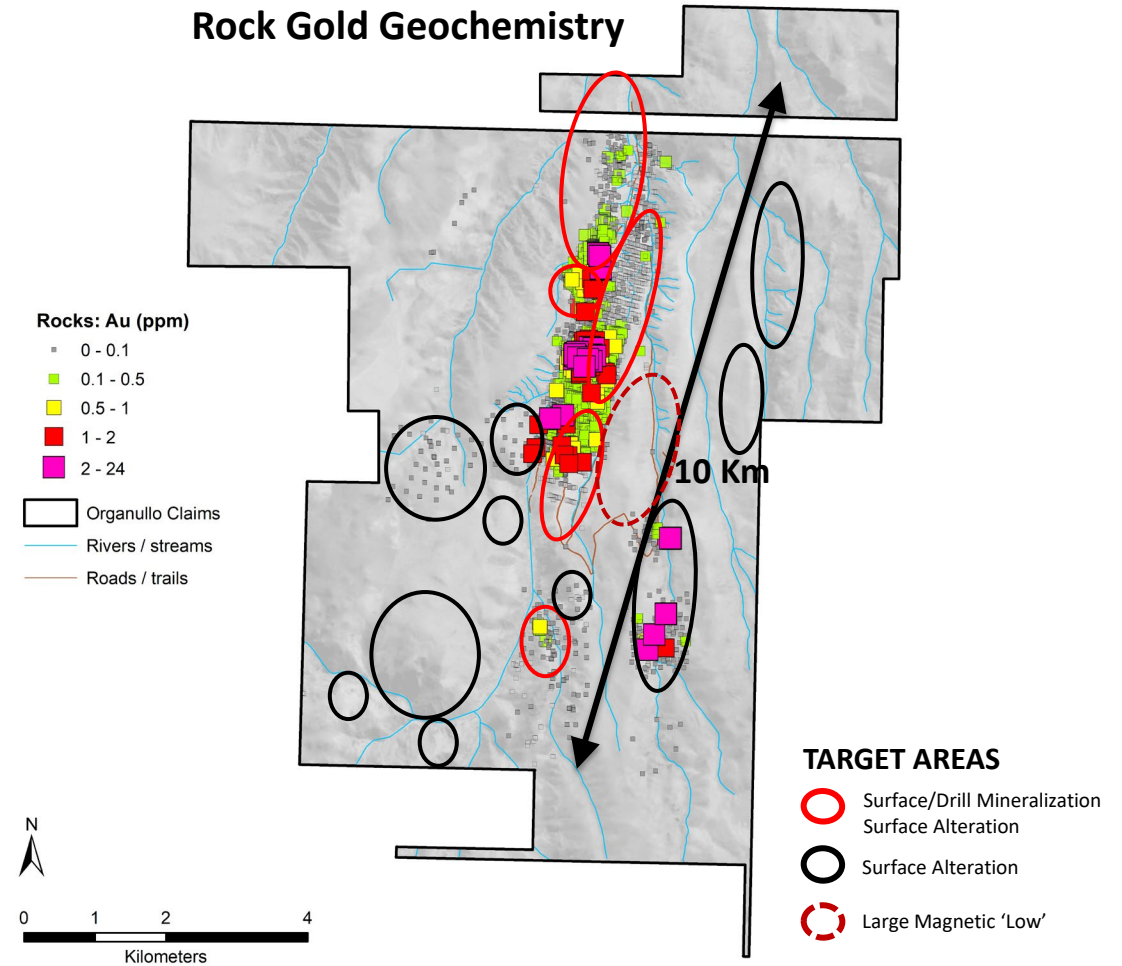 Rock Gold Geochemistry
Rocks: Au (ppm)
0 - 0.1
0.1 - 0.5
0.5 - 1
1 - 2
2 - 24
Organullo Claims
Rivers / streams
Roads / trails
10 Km
TARGET AREAS
Surface/Drill Mineralization
Surface Alteration
Surface Alteration
Large Magnetic ‘Low’
N
0 1 2 4
Kilometers